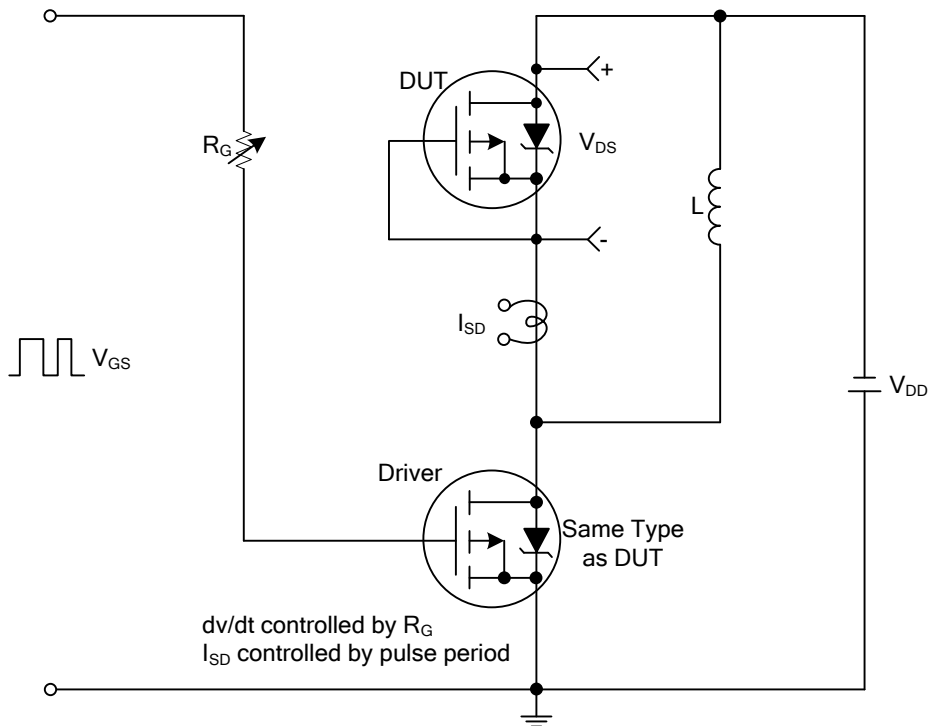 DUT
+
R_G
V_DS
L
-
I_SD
V_GS
V_DD
Driver
Same Type
as DUT
dv/dt controlled by R_G
I_SD controlled by pulse period